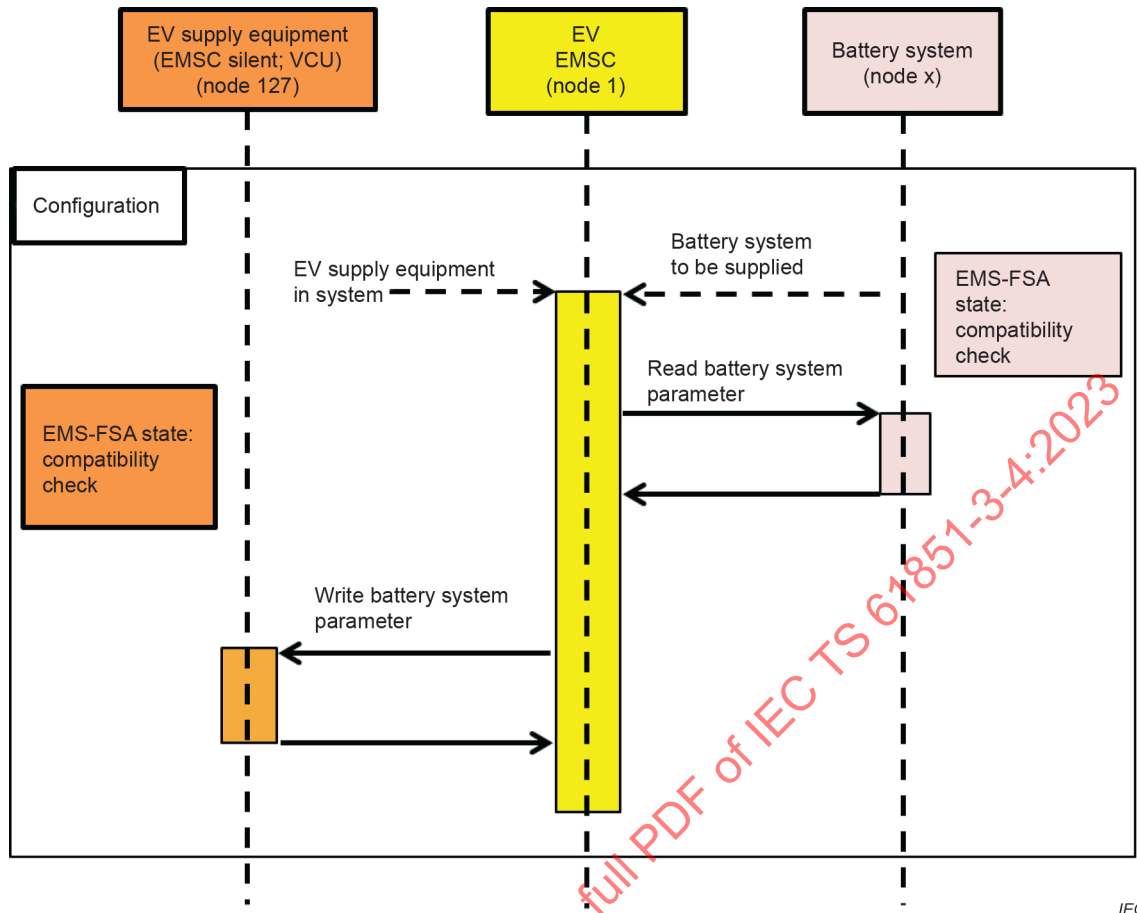 EV supply equipment
(EMSC silent; VCU)
(node 127)
EV
EMSC
(node 1)
Battery system
(node x)
Configuration
EV supply equipment
in system
Battery system
to be supplied
EMS-FSA
state:
compatibility
check
Read battery system
parameter
EMS-FSA state:
compatibility
check
Write battery system
parameter
full PDF of IEC TS 61851-3-4:2023
IEC